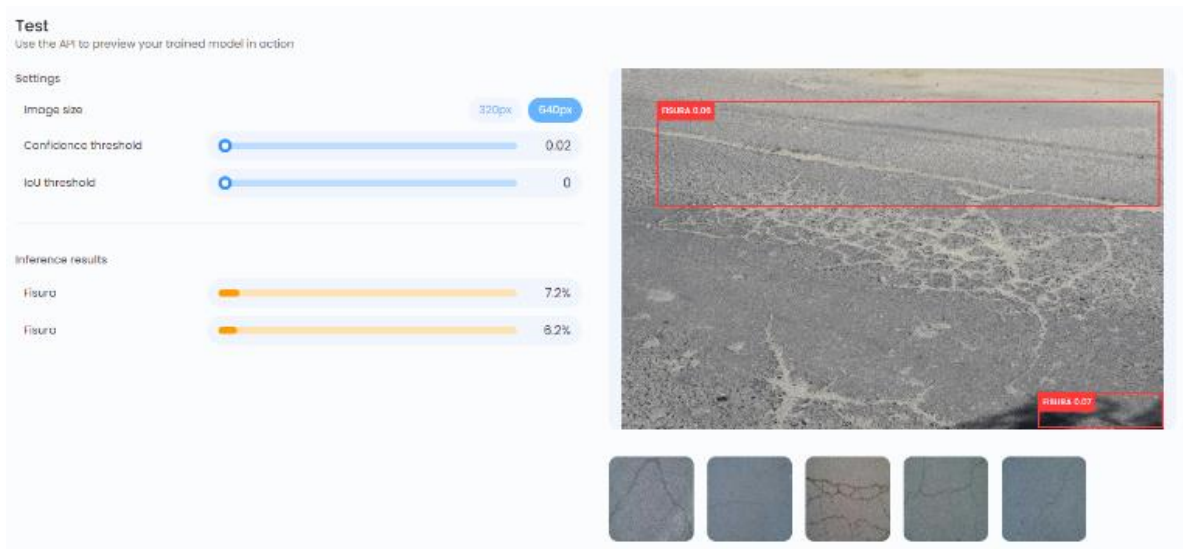 Test
Use the API to preview your trained model in action
Settings
Image size 320px 640px
Confidence threshold 0.02
IoU threshold 0
Inference results
Fisura 7.2%
Fisura 6.2%
FISURA 0.06
FISURA 0.07